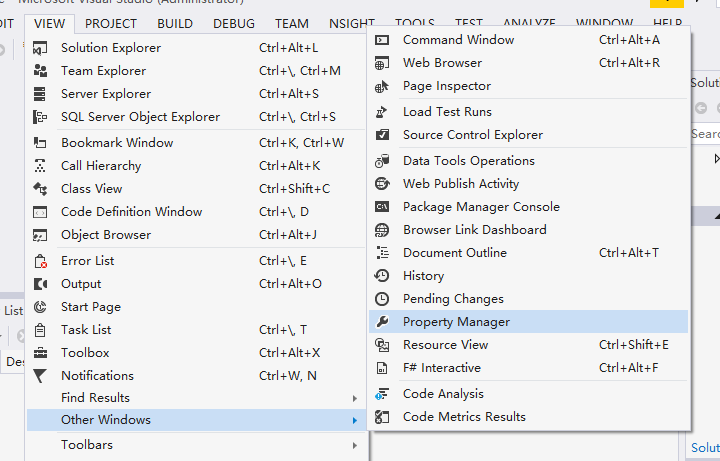 Microsoft Visual Studio (Administrator)
VIEW PROJECT BUILD DEBUG TEAM NSIGHT TOOLS TEST ANALYZE WINDOW HELP
Solution Explorer Ctrl+Alt+L
Team Explorer Ctrl+\, Ctrl+M
Server Explorer Ctrl+Alt+S
SQL Server Object Explorer Ctrl+\, Ctrl+S
Bookmark Window Ctrl+K, Ctrl+W
Call Hierarchy Ctrl+Alt+K
Class View Ctrl+Shift+C
Code Definition Window Ctrl+\, D
Object Browser Ctrl+Alt+J
Error List Ctrl+\, E
Output Ctrl+Alt+O
Start Page
Task List Ctrl+\, T
Toolbox Ctrl+Alt+X
Notifications Ctrl+W, N
Find Results
Other Windows
Toolbars
Command Window Ctrl+Alt+A
Web Browser Ctrl+Alt+R
Page Inspector
Load Test Runs
Source Control Explorer
Data Tools Operations
Web Publish Activity
Package Manager Console
Browser Link Dashboard
Document Outline Ctrl+Alt+T
History
Pending Changes
Property Manager
Resource View Ctrl+Shift+E
F# Interactive Ctrl+Alt+F
Code Analysis
Code Metrics Results
List
Des
Solut
Searc
Solut